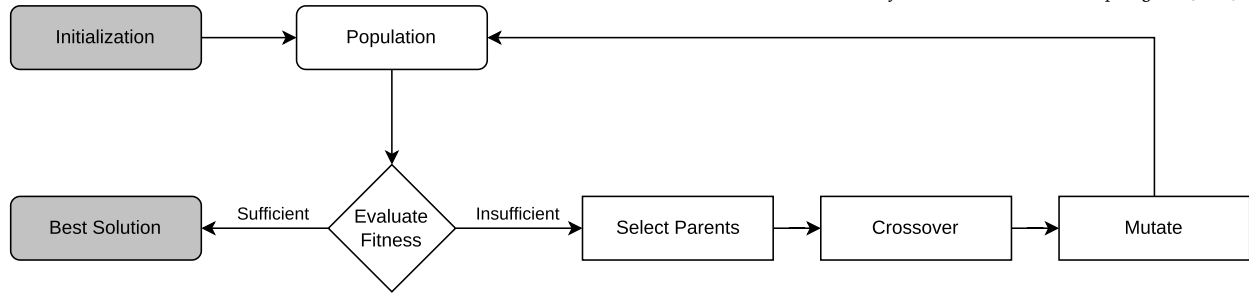 Initialization
Population
Sufficient
Evaluate
Fitness
Insufficient
Best Solution
Select Parents
Crossover
Mutate